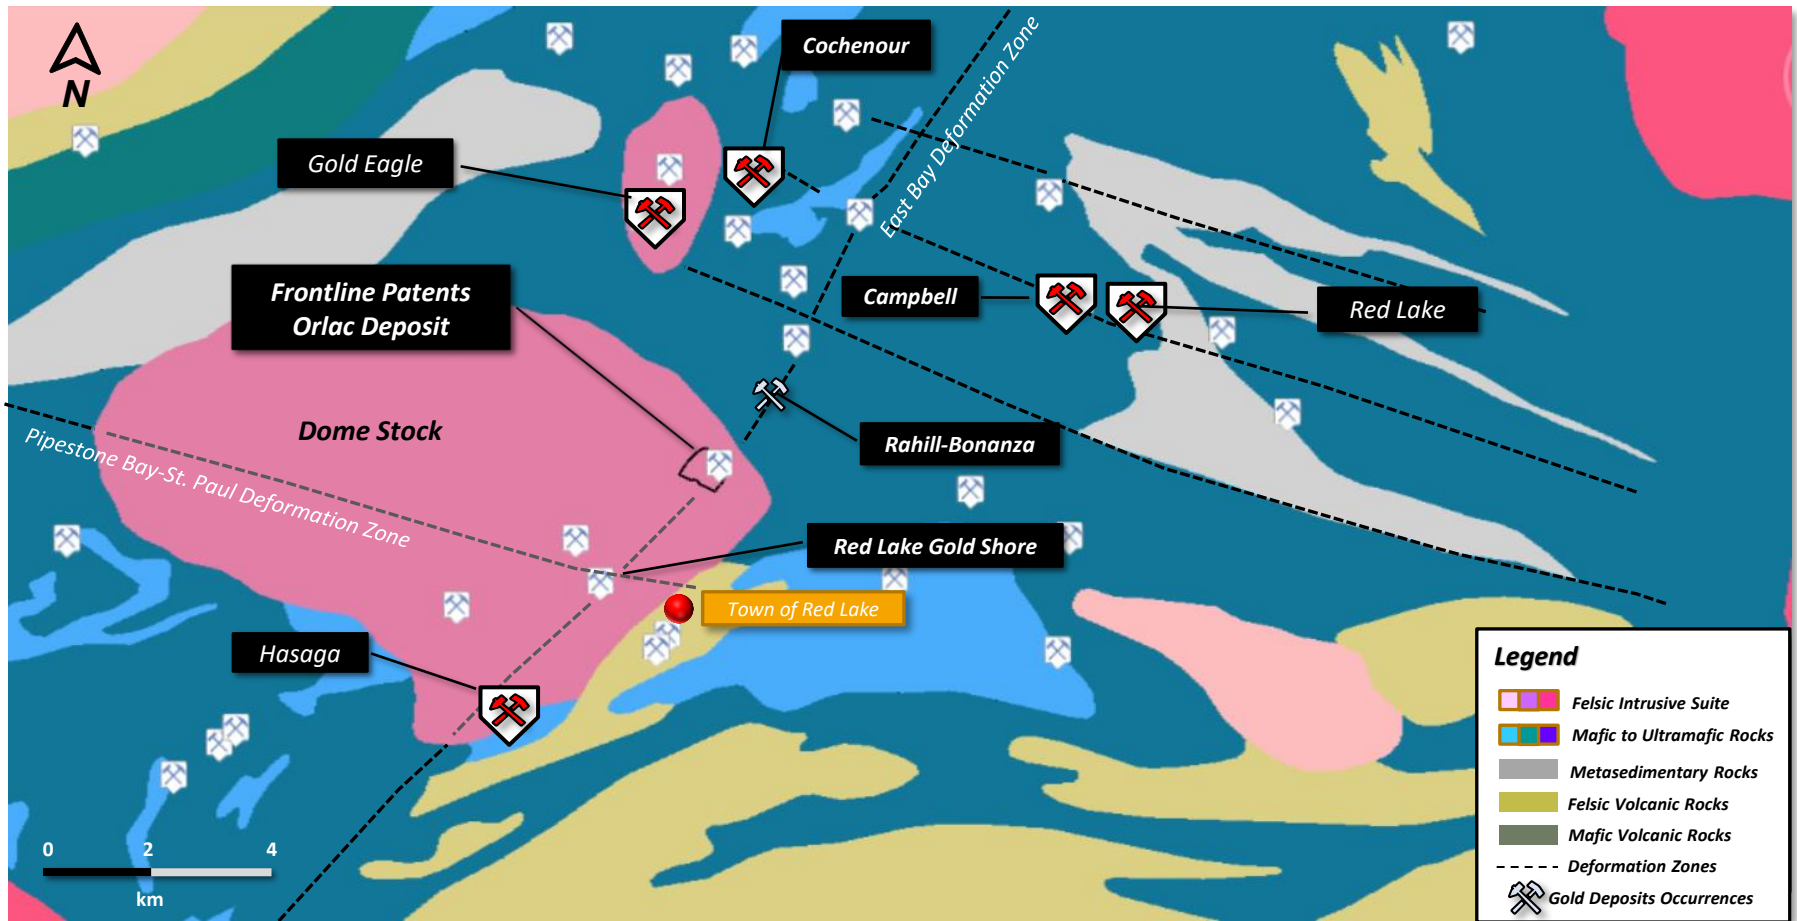 N
Cochenour
East Bay Deformation Zone
Gold Eagle
Frontline Patents
Orlac Deposit
Campbell
Red Lake
Dome Stock
Pipestone Bay-St. Paul Deformation Zone
Rahill-Bonanza
Red Lake Gold Shore
Town of Red Lake
Hasaga
0 2 4
km
Legend
Felsic Intrusive Suite
Mafic to Ultramafic Rocks
Metasedimentary Rocks
Felsic Volcanic Rocks
Mafic Volcanic Rocks
Deformation Zones
Gold Deposits Occurrences